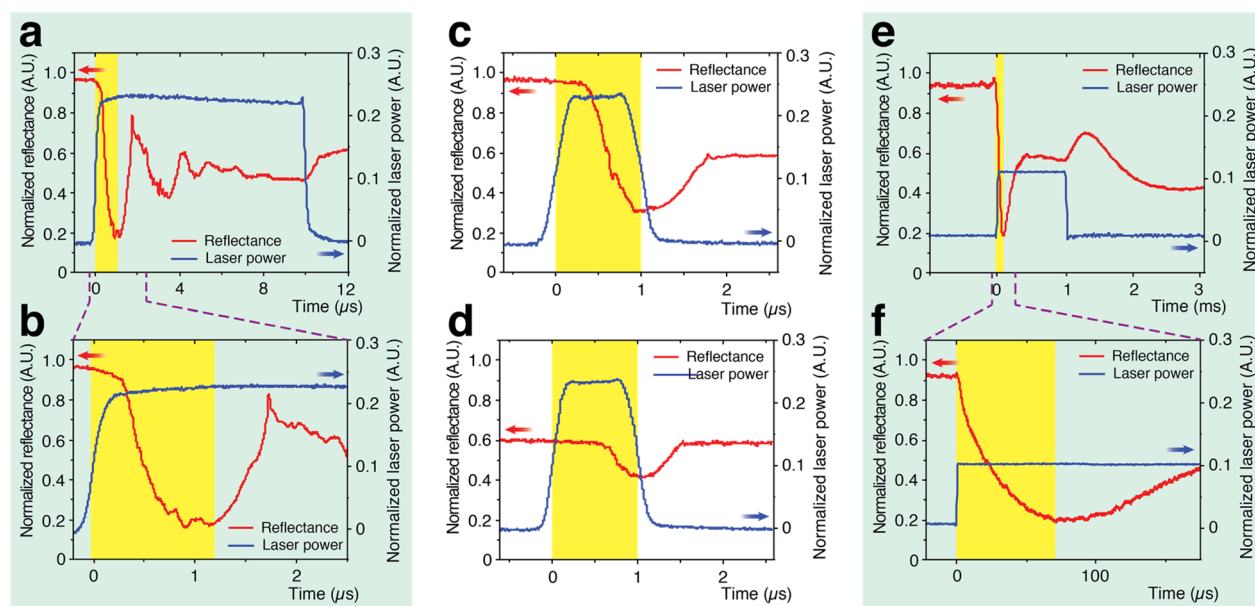 a
Normalized reflectance (A.U.)
1.0
0.8
0.6
0.4
0.2
0
0.3
0.2
0.1
0
Normalized laser power (A.U.)
Reflectance
Laser power
0 4 8 12
Time (µs)
b
Normalized reflectance (A.U.)
1.0
0.8
0.6
0.4
0.2
0
0.3
0.2
0.1
0
Normalized laser power (A.U.)
Reflectance
Laser power
0 1 2
Time (µs)
c
Normalized reflectance (A.U.)
1.0
0.8
0.6
0.4
0.2
0
0.3
0.2
0.1
0
Normalized laser power (A.U.)
Reflectance
Laser power
0 1 2
Time (µs)
d
Normalized reflectance (A.U.)
1.0
0.8
0.6
0.4
0.2
0
0.3
0.2
0.1
0
Normalized laser power (A.U.)
Reflectance
Laser power
0 1 2
Time (µs)
e
Normalized reflectance (A.U.)
1.0
0.8
0.6
0.4
0.2
0
0.3
0.2
0.1
0
Normalized laser power (A.U.)
Reflectance
Laser power
0 1 2 3
Time (ms)
f
Normalized reflectance (A.U.)
1.0
0.8
0.6
0.4
0.2
0
0.3
0.2
0.1
0
Normalized laser power (A.U.)
Reflectance
Laser power
0 100
Time (µs)